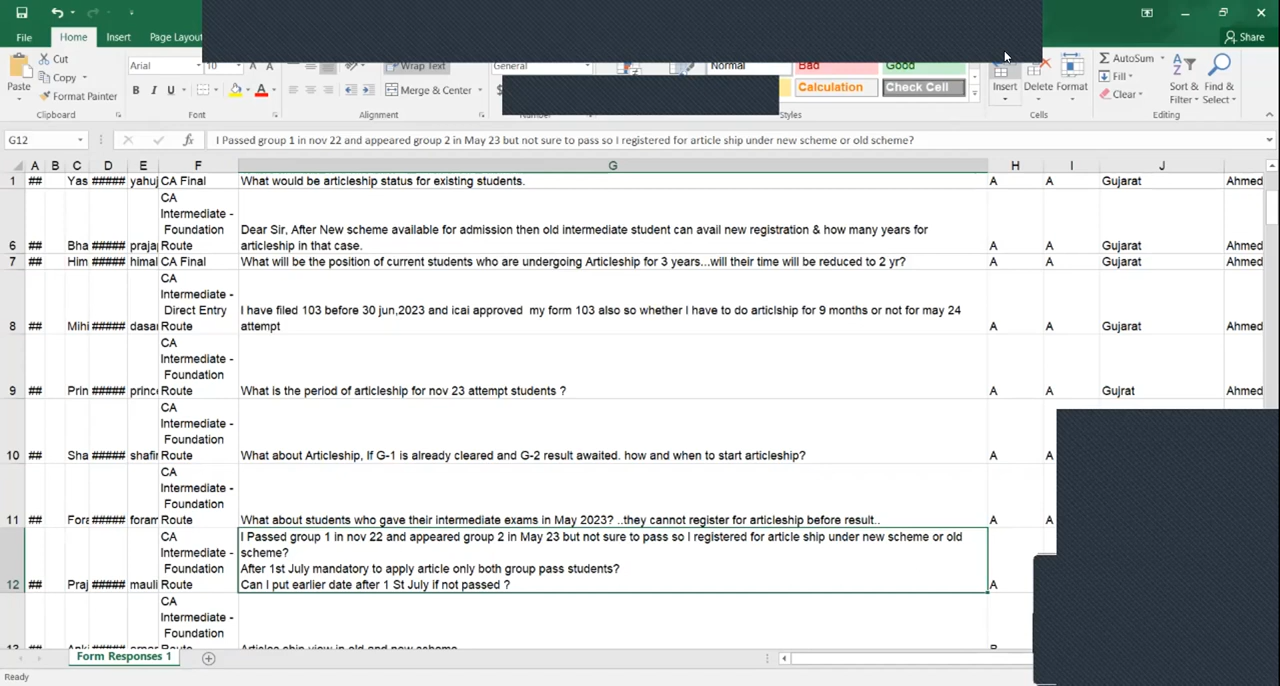 File Home Insert Page Layout Share
Cut
Copy
Format Painter
Paste
Clipboard
Arial 10
B I U
Font
Wrap Text
Merge & Center
Alignment
General
$
Normal Bad Good
Calculation Check Cell
Styles
Insert Delete Format
Cells
AutoSum
Fill
Clear
Sort & Filter
Find & Select
Editing
G12 fx I Passed group 1 in nov 22 and appeared group 2 in May 23 but not sure to pass so I registered for article ship under new scheme or old scheme?
A B C D E F G H I J
1 ## Yas ##### yahuj CA Final What would be articleship status for existing students. A A Gujarat Ahmed
CA
Intermediate -
Foundation
Dear Sir, After New scheme available for admission then old intermediate student can avail new registration & how many years for
6 ## Bha ##### prajap Route articleship in that case. A A Gujarat Ahmed
7 ## Him ##### himal CA Final What will be the position of current students who are undergoing Articleship for 3 years...will their time will be reduced to 2 yr? A A Gujarat Ahmed
CA
Intermediate -
Direct Entry
I have filed 103 before 30 jun,2023 and icai approved my form 103 also so whether I have to do articlship for 9 months or not for may 24
8 ## Mihi ##### dasar Route attempt A A Gujarat Ahmed
CA
Intermediate -
Foundation
9 ## Prin ##### princ Route What is the period of articleship for nov 23 attempt students ? A A Gujrat Ahmed
CA
Intermediate -
Foundation
10 ## Sha ##### shafir Route What about Articleship, If G-1 is already cleared and G-2 result awaited. how and when to start articleship? A A
CA
Intermediate -
Foundation
11 ## Fora ##### foram Route What about students who gave their intermediate exams in May 2023? ..they cannot register for articleship before result.. A A
CA
Intermediate -
Foundation
I Passed group 1 in nov 22 and appeared group 2 in May 23 but not sure to pass so I registered for article ship under new scheme or old
scheme?
After 1st July mandatory to apply article only both group pass students?
12 ## Praj ##### mauli Route Can I put earlier date after 1 St July if not passed ? A
CA
Intermediate -
Foundation
Form Responses 1
Ready